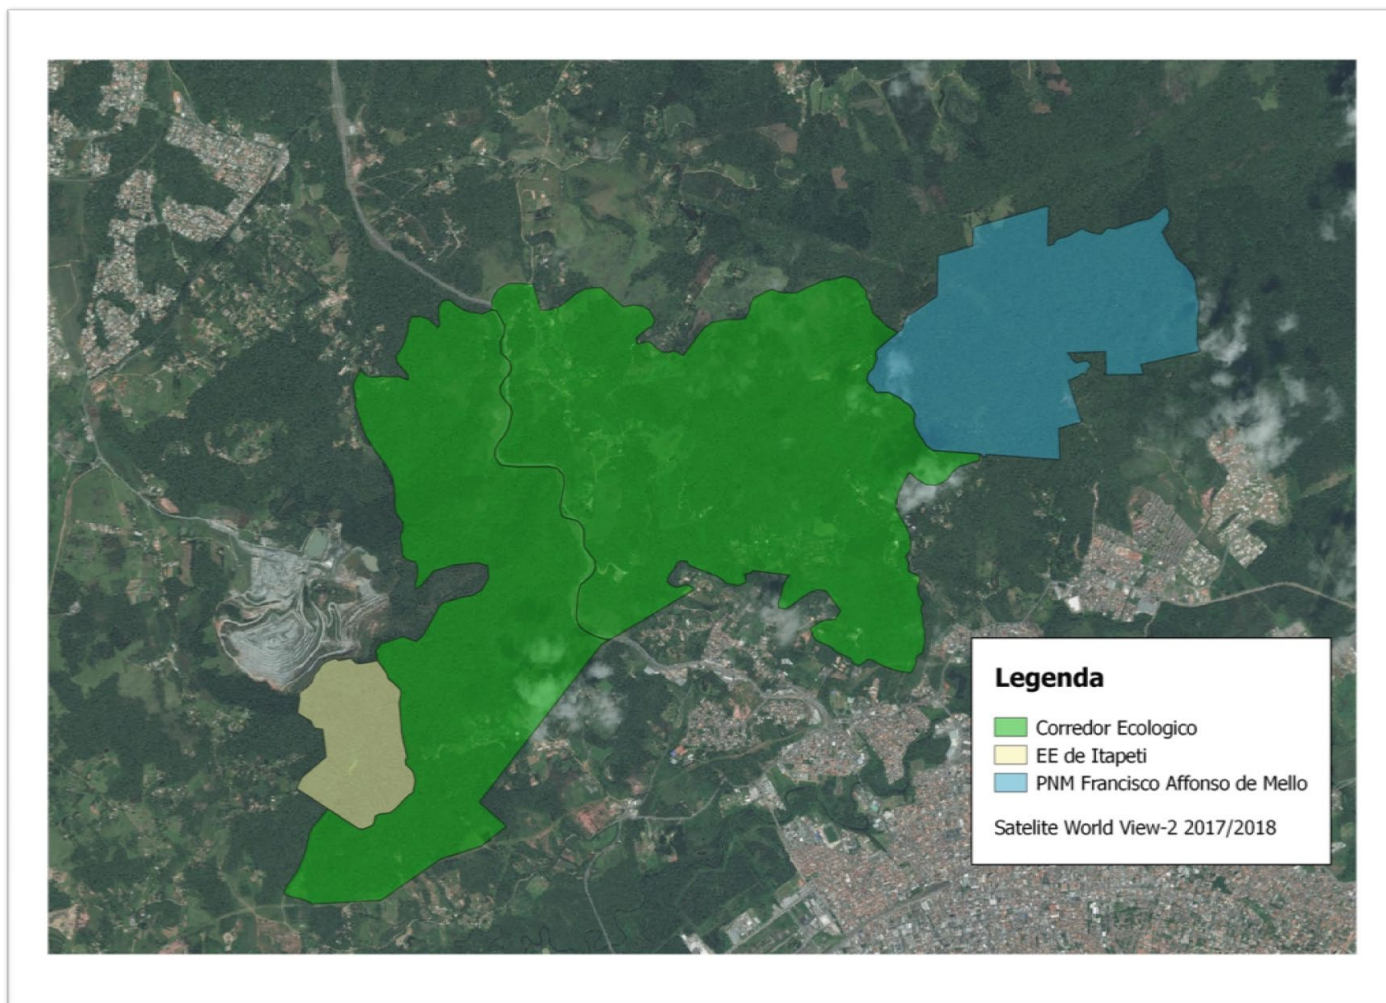 Legenda
Corredor Ecologico
EE de Itapeti
PNM Francisco Affonso de Mello
Satelite World View-2 2017/2018